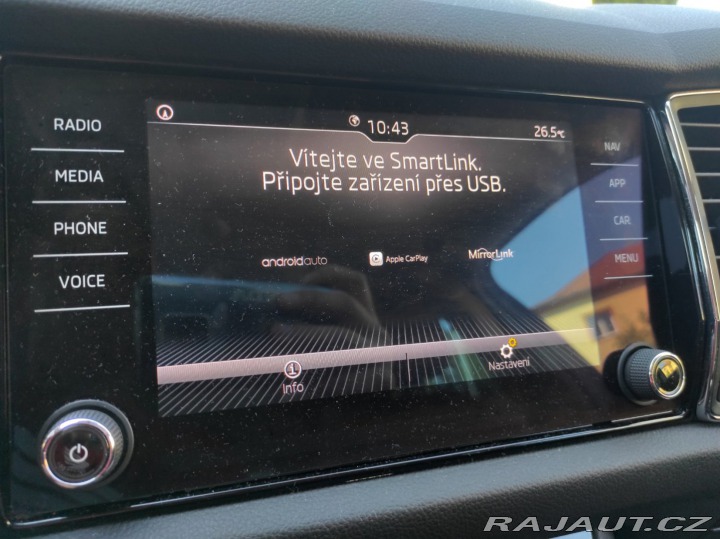 10:43
26.5°C
RADIO
MEDIA
PHONE
VOICE
Vítejte ve SmartLink.
Připojte zařízení přes USB.
androidauto
Apple CarPlay
MirrorLink
Info
Nastavení
NAV
APP
CAR
MENU
RAJAUT.CZ